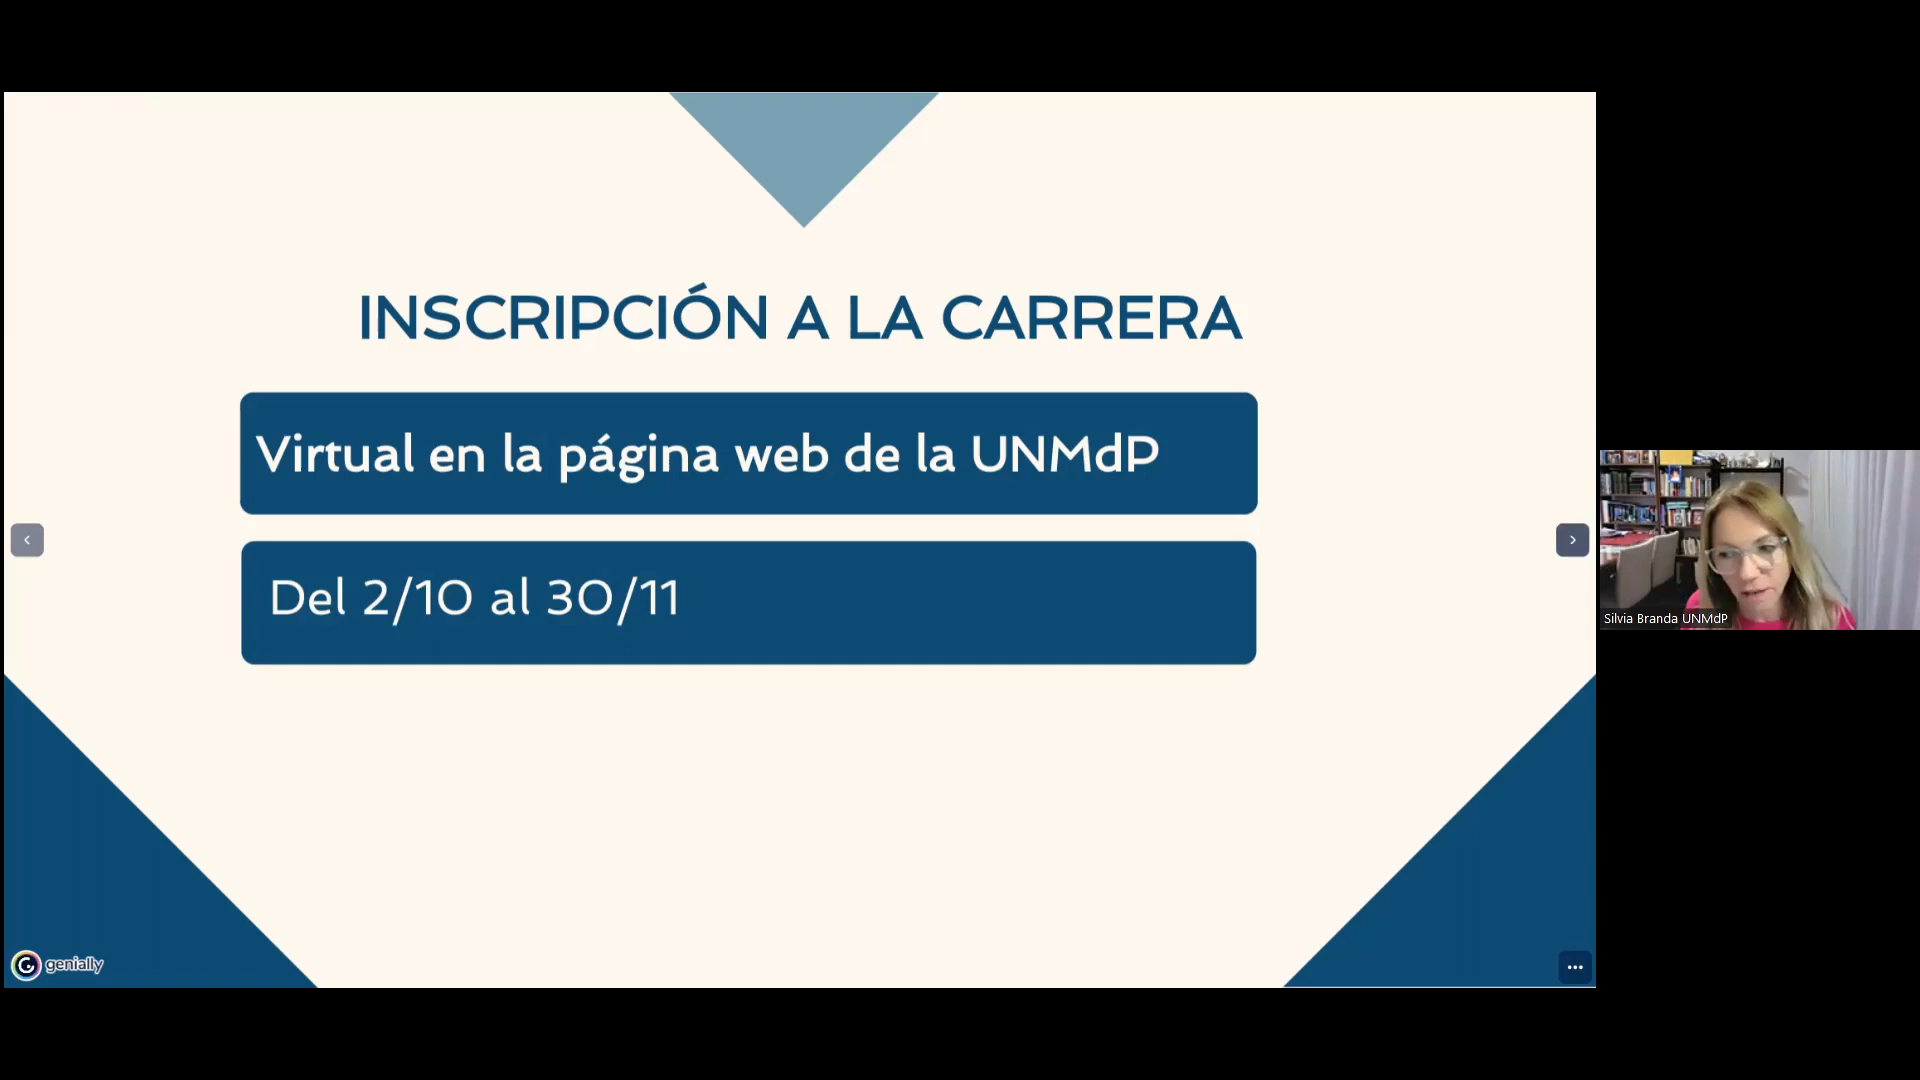 INSCRIPCIÓN A LA CARRERA
Virtual en la página web de la UNMdP
Del 2/10 al 30/11
Silvia Branda UNMdP
genially